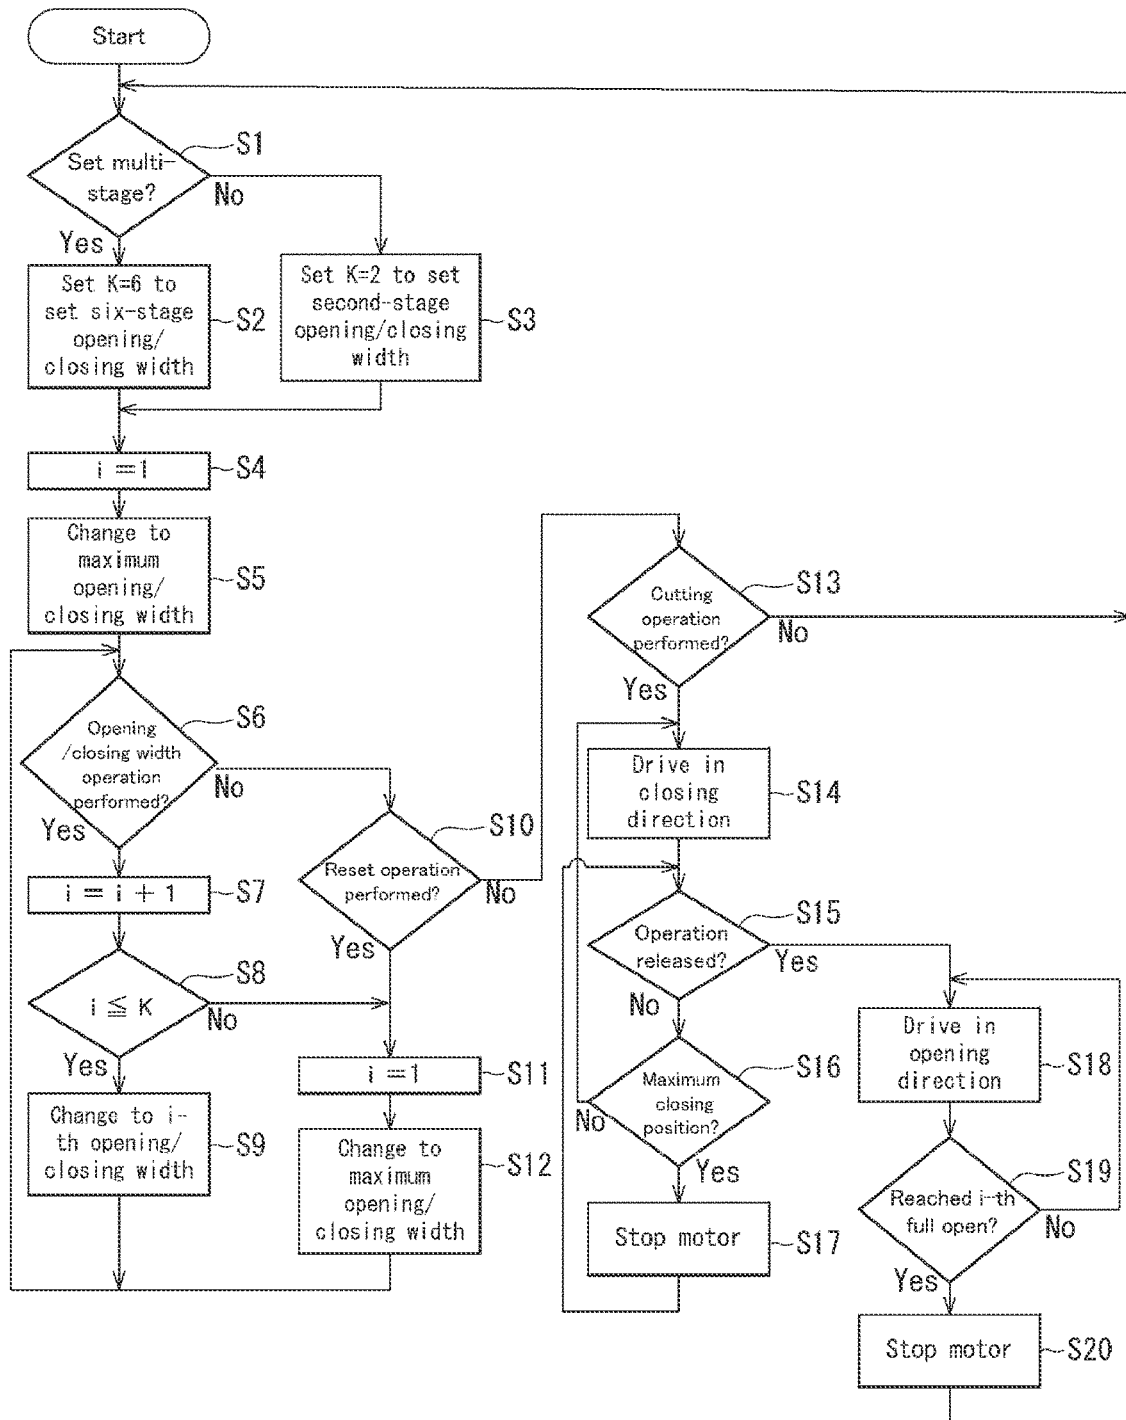 Start
Set multi-
stage?
S1
No
Yes
Set K=6 to
set six-stage
opening/
closing width
S2
Set K=2 to set
second-stage
opening/closing
width
S3
i=1
S4
Change to
maximum
opening/
closing width
S5
Opening
/closing width
operation
performed?
S6
No
Yes
i = i + 1
S7
i ≦ K
S8
No
Yes
Change to i-
th opening/
closing width
S9
Reset operation
performed?
S10
No
Yes
i=1
S11
Change to
maximum
opening/
closing width
S12
Cutting
operation
performed?
S13
No
Yes
Drive in
closing
direction
S14
Operation
released?
S15
Yes
No
Maximum
closing
position?
S16
No
Yes
Stop motor
S17
Drive in
opening
direction
S18
Reached i-th
full open?
S19
No
Yes
Stop motor
S20